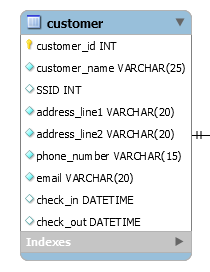 customer
customer_id INT
customer_name VARCHAR(25)
SSID INT
address_line1 VARCHAR(20)
address_line2 VARCHAR(20)
phone_number VARCHAR(15)
email VARCHAR(20)
check_in DATETIME
check_out DATETIME
Indexes